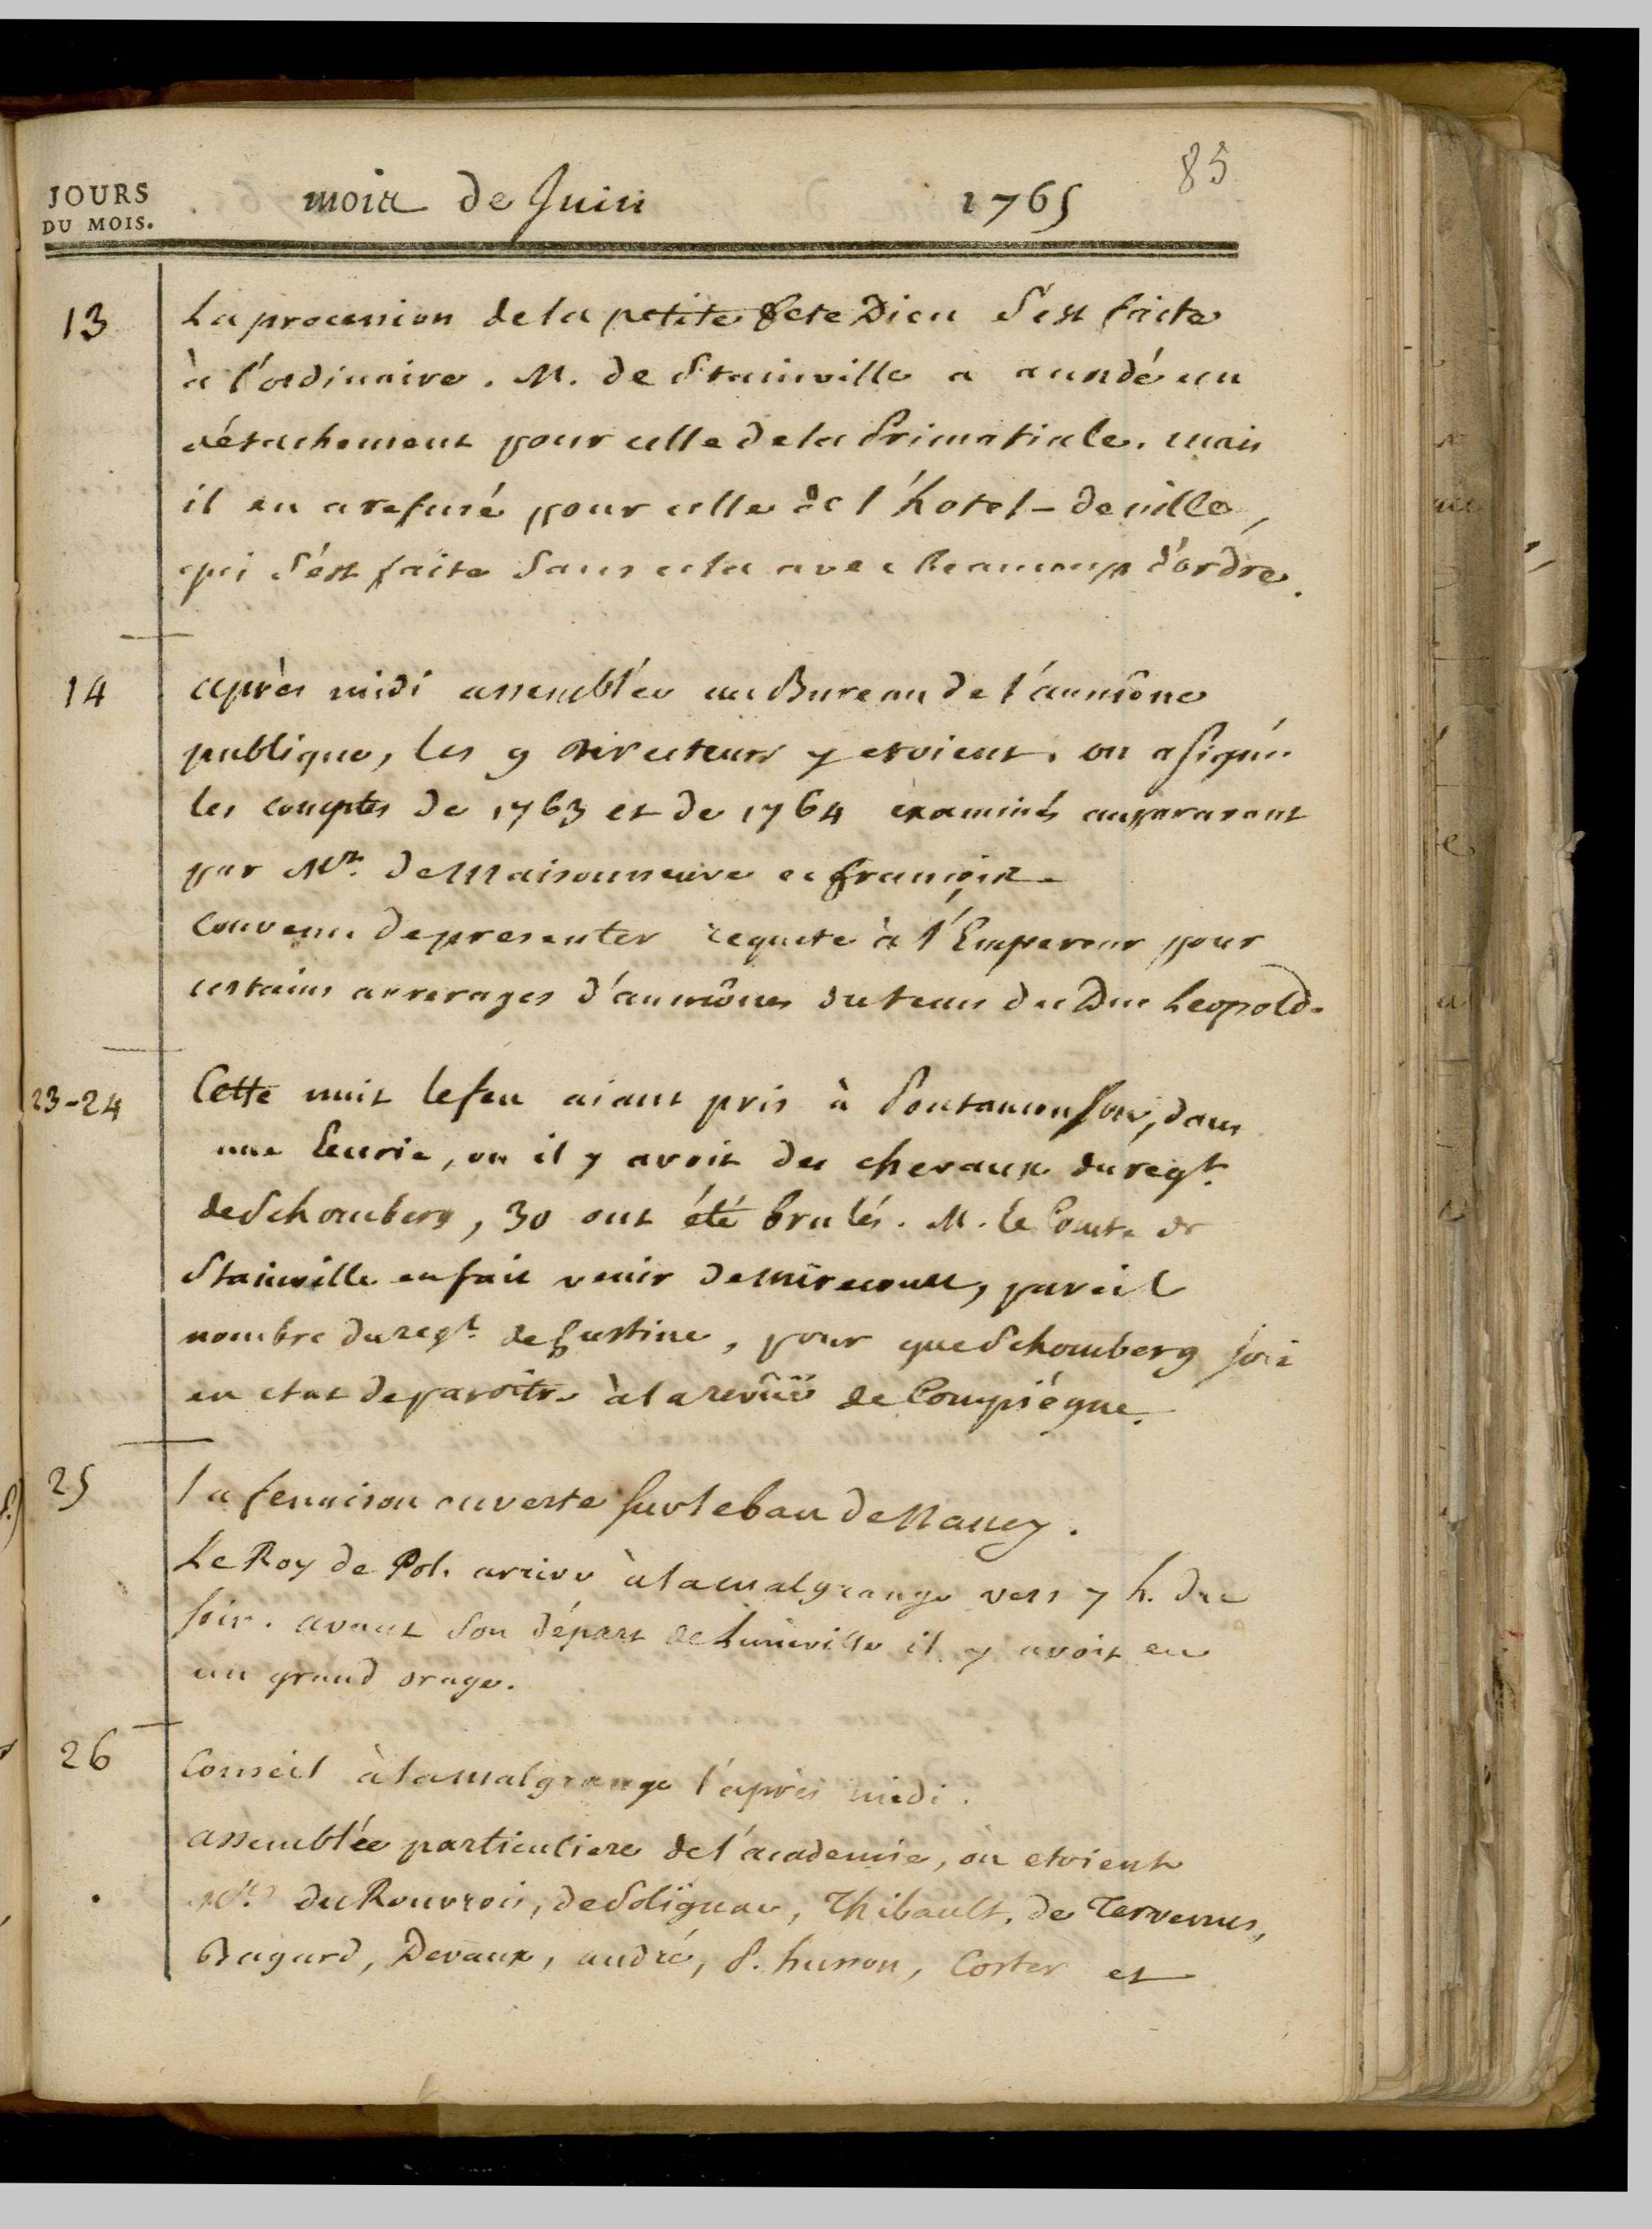 85
JOURS
DU MOIS.
mois de Juin 1765
13 La procession de la petite fete Dieu s'est faite
à l'ordinaire. M. de Stainville a acordé un
détachement pour celle de la Primatiale. mais
il en a refusé pour celle de l'hotel-de ville,
qui s'est faite sans cela avec beaucoup d'ordre.
14 après midi assemblée au Bureau de l'aumône
publique, les 9 Directeurs y etoient. on a signé
les comptes de 1763 et de 1764 examinés auparavant
par Mrs. de Maisonneuve et françois.
Convenu de presenter requete à l'Empereur pour
certains arrerages d'aumônes du tems du Duc Leopold.
23-24 Cette nuit le feu aiant pris à Pontamousson, dans
une Ecurie, ou il y avoit des chevaux du regt.
de Schomberg, 30 ont été brulés. M. le Comte de
Stainville en fait venir de mirecourt, pareil
nombre du regt. de Custine, pour que Schomberg soit
en etat de paroître à la revüe de Compiégne.
25 la fenaison ouverte sur le ban de Nancy.
Le Roy de Pol. arrive à la malgrange vers 7 h. du
soir. avant son départ de Luneville il y avoit eu
un grand orage.
26 Conseil à la malgrange l'après midi.
assemblée particuliere de l'academie, où etoient
Mrs. du Rouvrois, de Solignac, Thibault, de Tervenus,
Bagard, Devaux, andré, P. husson, Coster et